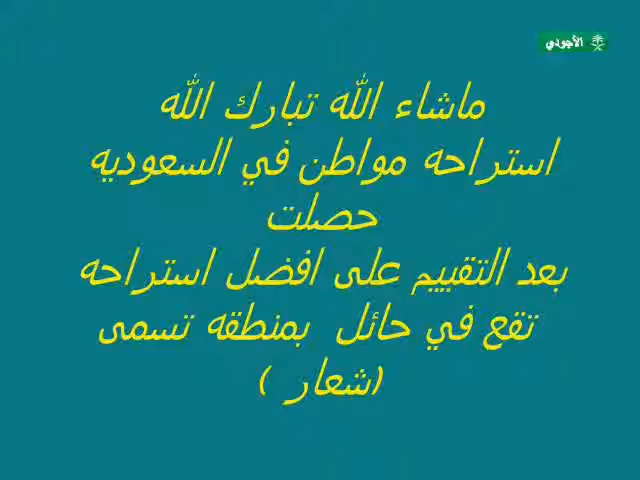 الأجودي
ماشاء الله تبارك الله
استراحه مواطن في السعوديه
حصلت
بعد التقييم على افضل استراحه
تقع في حائل بمنطقه تسمى
(شعار )